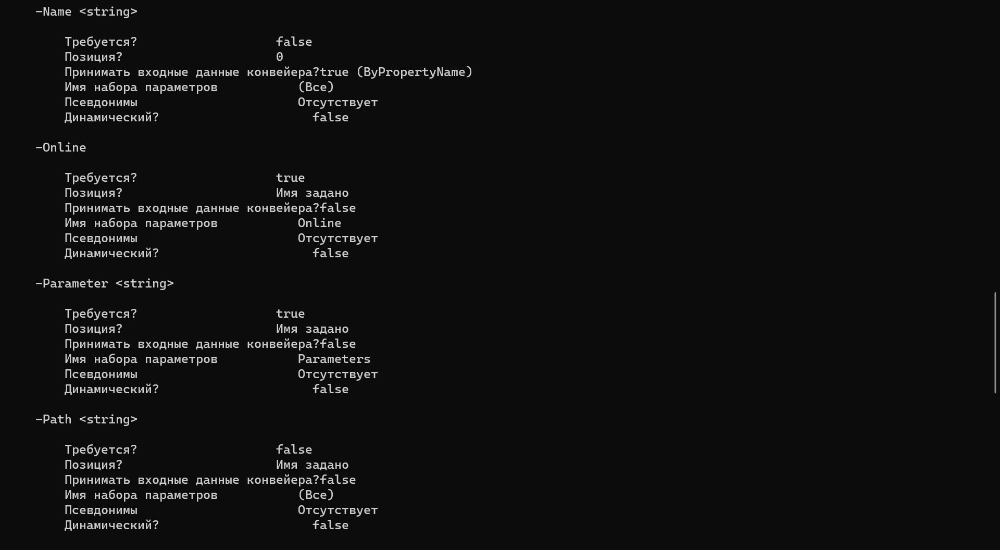 -Name <string>
Требуется? false
Позиция? 0
Принимать входные данные конвейера?true (ByPropertyName)
Имя набора параметров (Все)
Псевдонимы Отсутствует
Динамический? false
-Online
Требуется? true
Позиция? Имя задано
Принимать входные данные конвейера?false
Имя набора параметров Online
Псевдонимы Отсутствует
Динамический? false
-Parameter <string>
Требуется? true
Позиция? Имя задано
Принимать входные данные конвейера?false
Имя набора параметров Parameters
Псевдонимы Отсутствует
Динамический? false
-Path <string>
Требуется? false
Позиция? Имя задано
Принимать входные данные конвейера?false
Имя набора параметров (Все)
Псевдонимы Отсутствует
Динамический? false